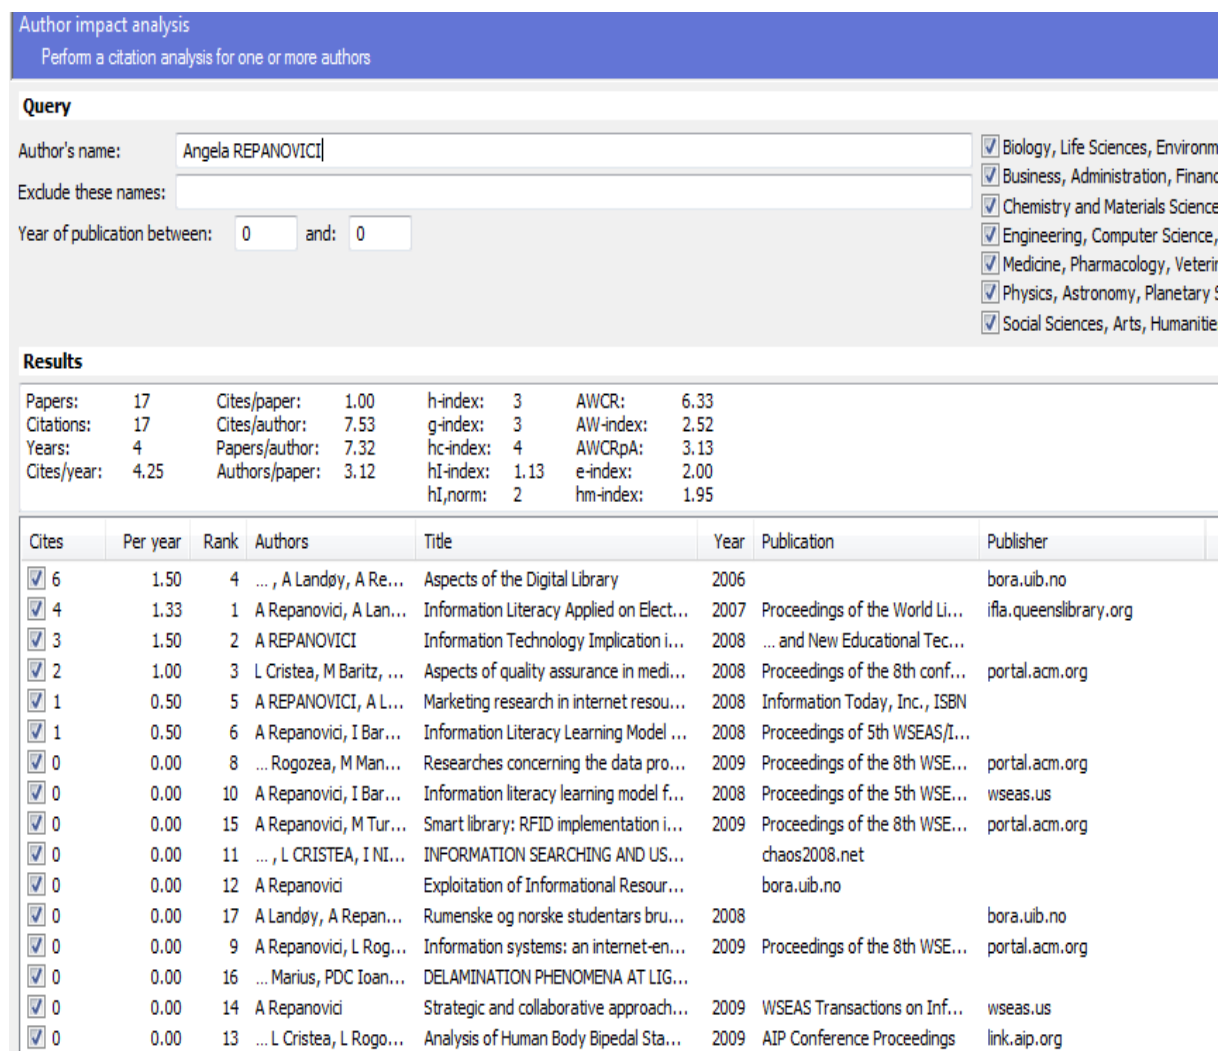 Author impact analysis
Perform a citation analysis for one or more authors
Query
Author's name: Angela REPANOVICI
Exclude these names:
Year of publication between: 0 and: 0
Biology, Life Sciences, Environm
Business, Administration, Financ
Chemistry and Materials Science
Engineering, Computer Science,
Medicine, Pharmacology, Veterin
Physics, Astronomy, Planetary S
Social Sciences, Arts, Humanitie
Results
Papers: 17 Cites/paper: 1.00 h-index: 3 AWCR: 6.33
Citations: 17 Cites/author: 7.53 g-index: 3 AW-index: 2.52
Years: 4 Papers/author: 7.32 hc-index: 4 AWCRpA: 3.13
Cites/year: 4.25 Authors/paper: 3.12 hI-index: 1.13 e-index: 2.00
hI,norm: 2 hm-index: 1.95
Cites Per year Rank Authors Title Year Publication Publisher
6 1.50 4 ... , A Landøy, A Re... Aspects of the Digital Library 2006 bora.uib.no
4 1.33 1 A Repanovici, A Lan... Information Literacy Applied on Elect... 2007 Proceedings of the World Li... ifla.queenslibrary.org
3 1.50 2 A REPANOVICI Information Technology Implication i... 2008 ... and New Educational Tec...
2 1.00 3 L Cristea, M Baritz, ... Aspects of quality assurance in medi... 2008 Proceedings of the 8th conf... portal.acm.org
1 0.50 5 A REPANOVICI, A L... Marketing research in internet resou... 2008 Information Today, Inc., ISBN
1 0.50 6 A Repanovici, I Bar... Information Literacy Learning Model ... 2008 Proceedings of 5th WSEAS/I...
0 0.00 8 ... Rogozea, M Man... Researches concerning the data pro... 2009 Proceedings of the 8th WSE... portal.acm.org
0 0.00 10 A Repanovici, I Bar... Information literacy learning model f... 2008 Proceedings of the 5th WSE... wseas.us
0 0.00 15 A Repanovici, M Tur... Smart library: RFID implementation i... 2009 Proceedings of the 8th WSE... portal.acm.org
0 0.00 11 ... , L CRISTEA, I NI... INFORMATION SEARCHING AND US... chaos2008.net
0 0.00 12 A Repanovici Exploitation of Informational Resour... bora.uib.no
0 0.00 17 A Landøy, A Repan... Rumenske og norske studentars bru... 2008 bora.uib.no
0 0.00 9 A Repanovici, L Rog... Information systems: an internet-en... 2009 Proceedings of the 8th WSE... portal.acm.org
0 0.00 16 ... Marius, PDC Ioan... DELAMINATION PHENOMENA AT LIG...
0 0.00 14 A Repanovici Strategic and collaborative approach... 2009 WSEAS Transactions on Inf... wseas.us
0 0.00 13 ... L Cristea, L Rogo... Analysis of Human Body Bipedal Sta... 2009 AIP Conference Proceedings link.aip.org